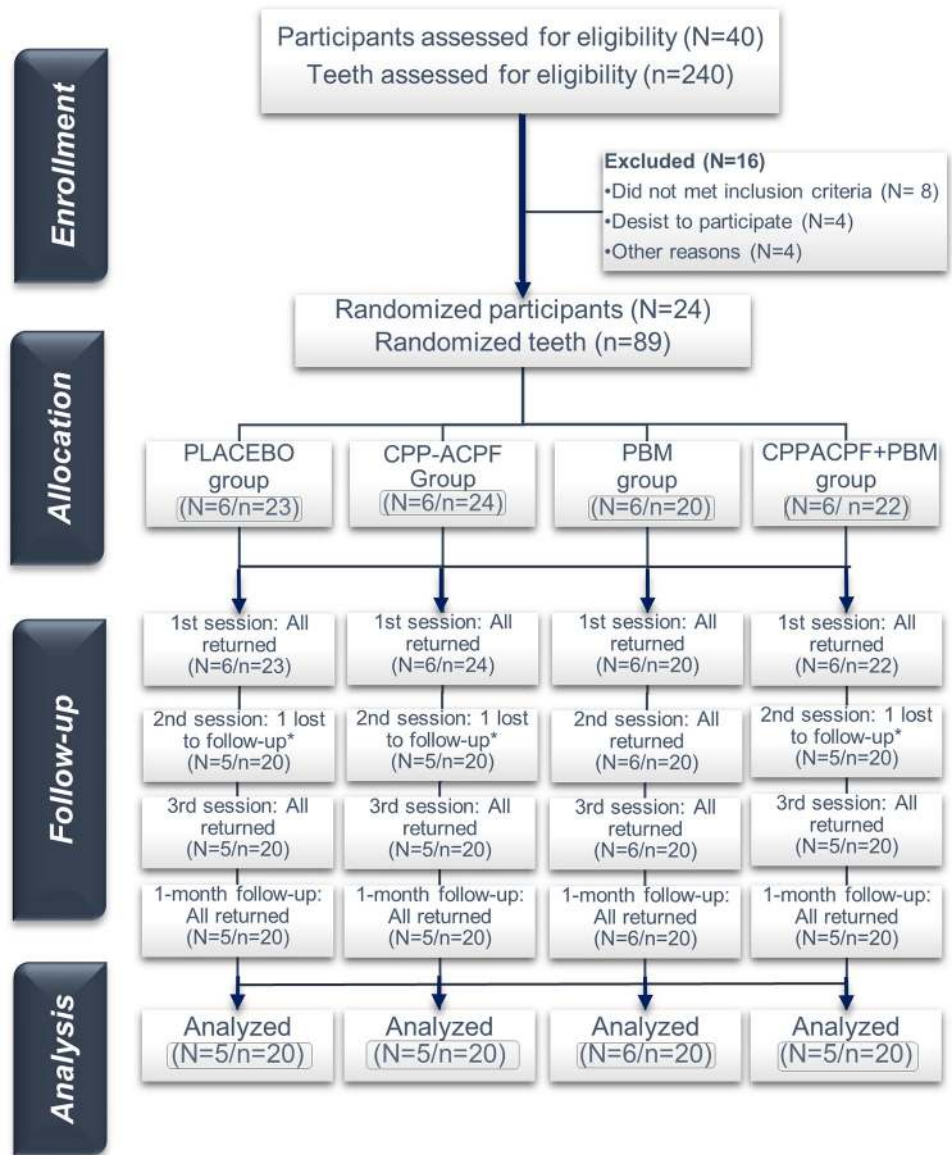 Enrollment
Participants assessed for eligibility (N=40)
Teeth assessed for eligibility (n=240)
Excluded (N=16)
•Did not met inclusion criteria (N= 8)
•Desist to participate (N=4)
•Other reasons (N=4)
Randomized participants (N=24)
Randomized teeth (n=89)
Allocation
PLACEBO
group
(N=6/n=23)
CPP-ACPF
Group
(N=6/n=24)
PBM
group
(N=6/n=20)
CPPACPF+PBM
group
(N=6/ n=22)
Follow-up
1st session: All
returned
(N=6/n=23)
1st session: All
returned
(N=6/n=24)
1st session: All
returned
(N=6/n=20)
1st session: All
returned
(N=6/n=22)
2nd session: 1 lost
to follow-up*
(N=5/n=20)
2nd session: 1 lost
to follow-up*
(N=5/n=20)
2nd session: All
returned
(N=6/n=20)
2nd session: 1 lost
to follow-up*
(N=5/n=20)
3rd session: All
returned
(N=5/n=20)
3rd session: All
returned
(N=5/n=20)
3rd session: All
returned
(N=6/n=20)
3rd session: All
returned
(N=5/n=20)
1-month follow-up:
All returned
(N=5/n=20)
1-month follow-up:
All returned
(N=5/n=20)
1-month follow-up:
All returned
(N=6/n=20)
1-month follow-up:
All returned
(N=5/n=20)
Analysis
Analyzed
(N=5/n=20)
Analyzed
(N=5/n=20)
Analyzed
(N=6/n=20)
Analyzed
(N=5/n=20)